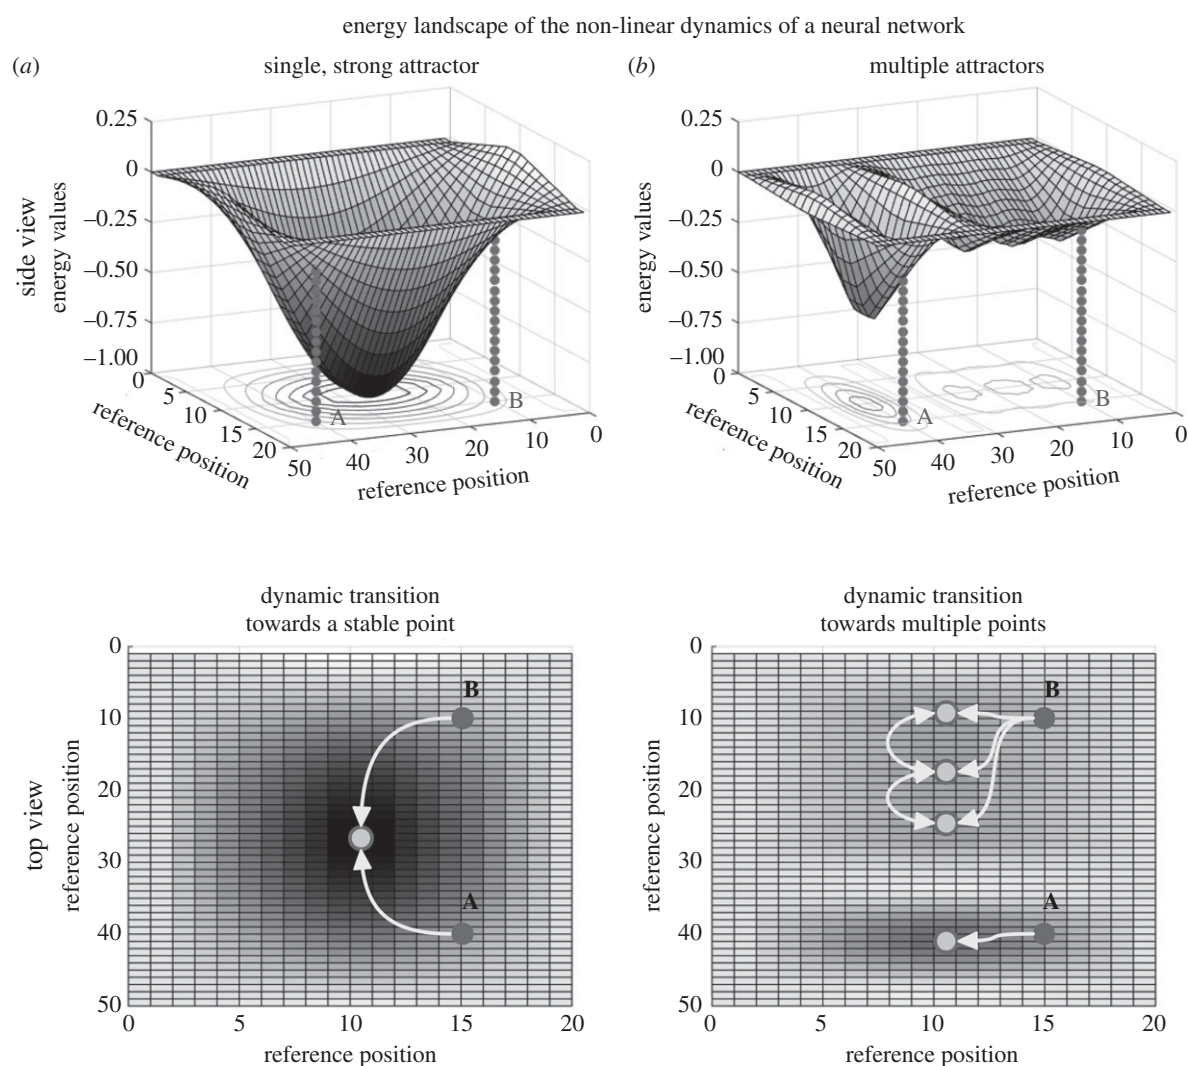 energy landscape of the non-linear dynamics of a neural network
(a) single, strong attractor
(b) multiple attractors
side view
energy values
0.25
0
–0.25
–0.50
–0.75
–1.00
0
5
10
15
20
reference position
50
40
30
20
10
0
reference position
A
B
energy values
0.25
0
–0.25
–0.50
–0.75
–1.00
0
5
10
15
20
reference position
50
40
30
20
10
0
reference position
A
B
top view
dynamic transition
towards a stable point
reference position
0
10
20
30
40
50
B
A
0 5 10 15 20
reference position
dynamic transition
towards multiple points
reference position
0
10
20
30
40
50
B
A
0 5 10 15 20
reference position